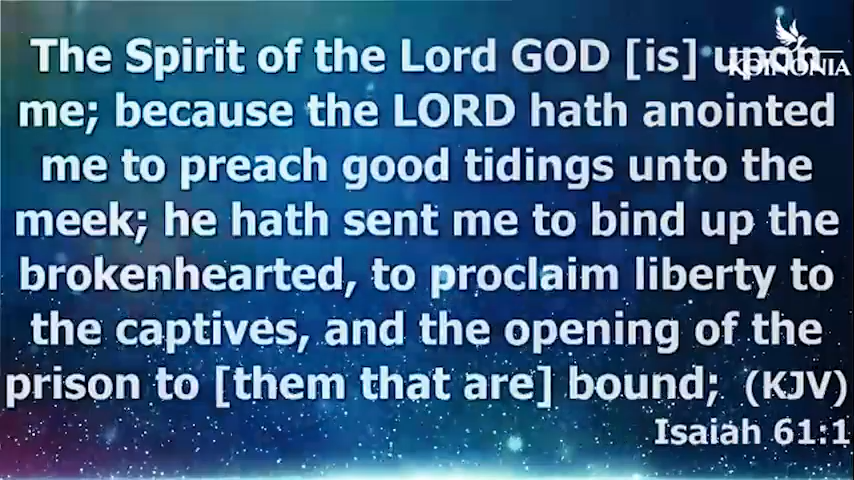 The Spirit of the Lord GOD [is] upon
KOINONIA
me; because the LORD hath anointed
me to preach good tidings unto the
meek; he hath sent me to bind up the
brokenhearted, to proclaim liberty to
the captives, and the opening of the
prison to [them that are] bound; (KJV)
Isaiah 61:1